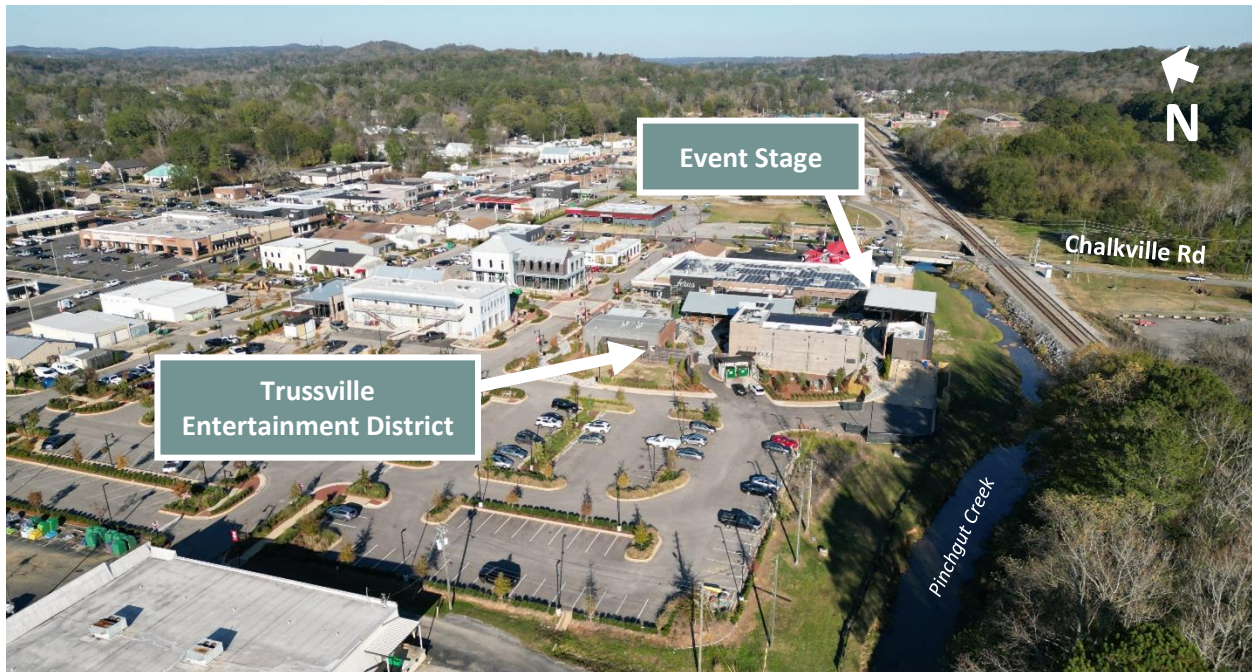 N
Event Stage
Chalkville Rd
Trussville
Entertainment District
Pinchgut Creek